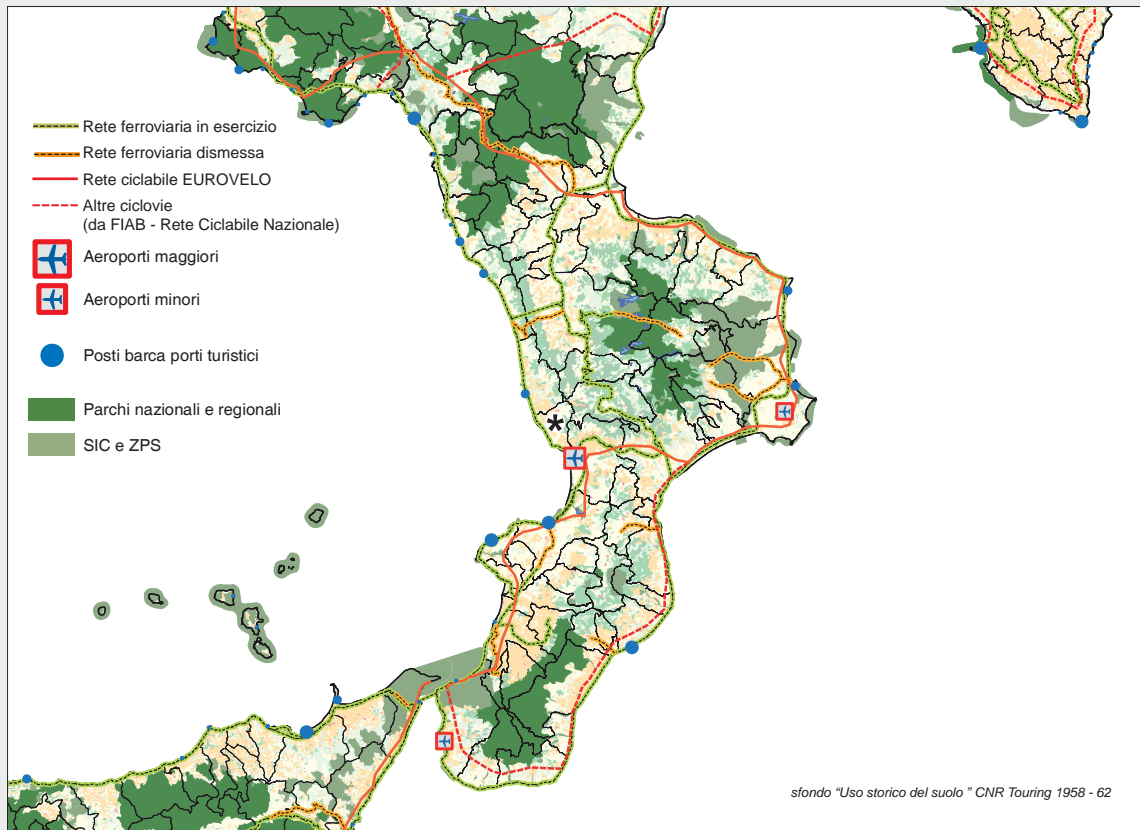 Rete ferroviaria in esercizio
Rete ferroviaria dismessa
Rete ciclabile EUROVELO
Altre ciclovie
(da FIAB - Rete Ciclabile Nazionale)
Aeroporti maggiori
Aeroporti minori
Posti barca porti turistici
Parchi nazionali e regionali
SIC e ZPS
*
sfondo “Uso storico del suolo ” CNR Touring 1958 - 62